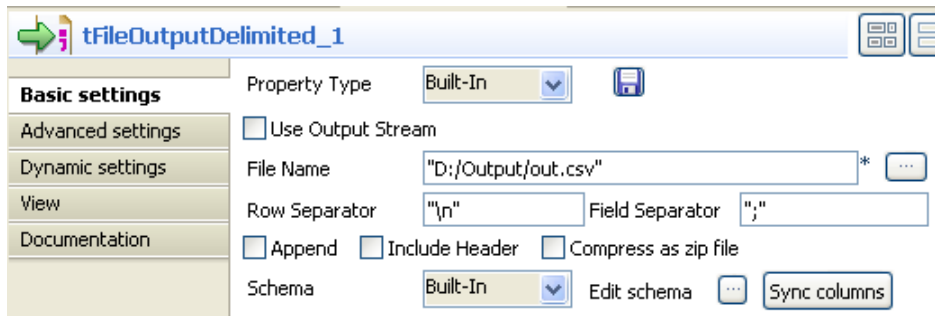 tFileOutputDelimited_1
Basic settings
Advanced settings
Dynamic settings
View
Documentation
Property Type Built-In
Use Output Stream
File Name "D:/Output/out.csv" * ...
Row Separator "\n" Field Separator ";"
Append Include Header Compress as zip file
Schema Built-In Edit schema ... Sync columns